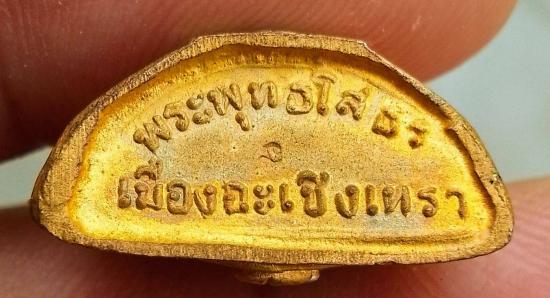 พระพุทธโสธร
จ
เมืองฉะเชิงเทรา